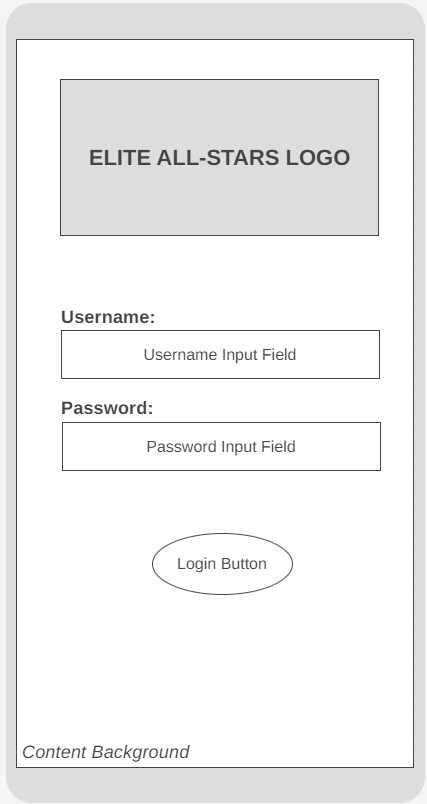 ELITE ALL-STARS LOGO
Username:
Username Input Field
Password:
Password Input Field
Login Button
Content Background